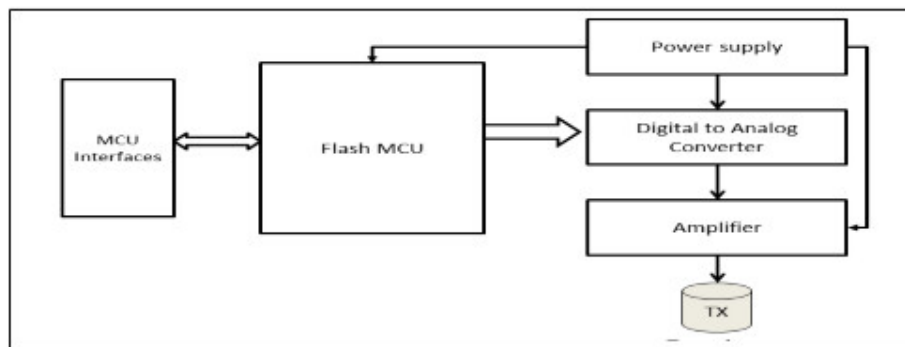 Power supply
MCU
Interfaces
Flash MCU
Digital to Analog
Converter
Amplifier
TX